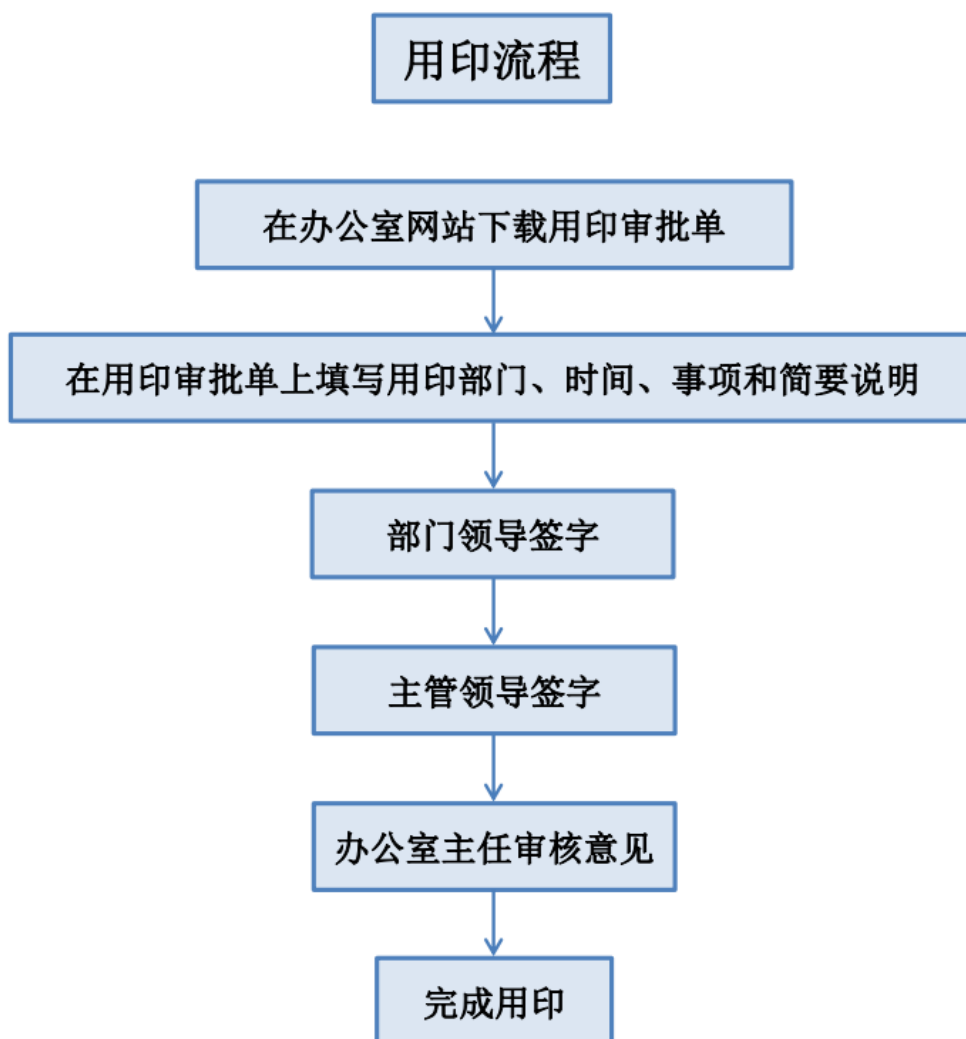 用印流程
在办公室网站下载用印审批单
在用印审批单上填写用印部门、时间、事项和简要说明
部门领导签字
主管领导签字
办公室主任审核意见
完成用印